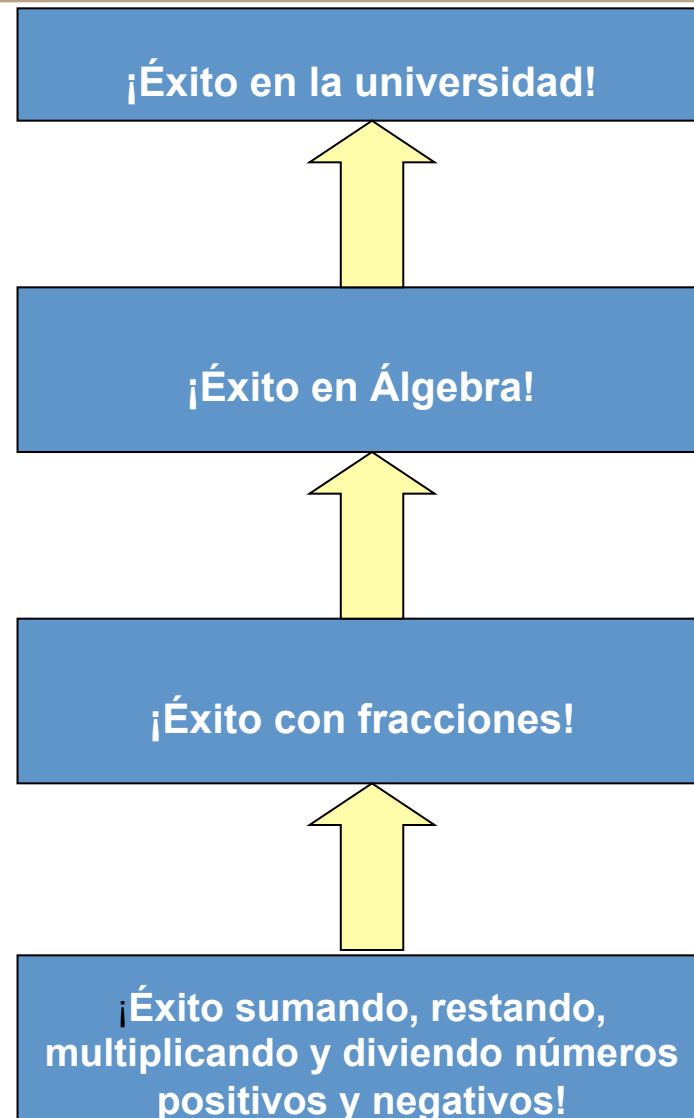 ¡Éxito en la universidad!
¡Éxito en Álgebra!
¡Éxito con fracciones!
¡Éxito sumando, restando,
multiplicando y diviendo números
positivos y negativos!